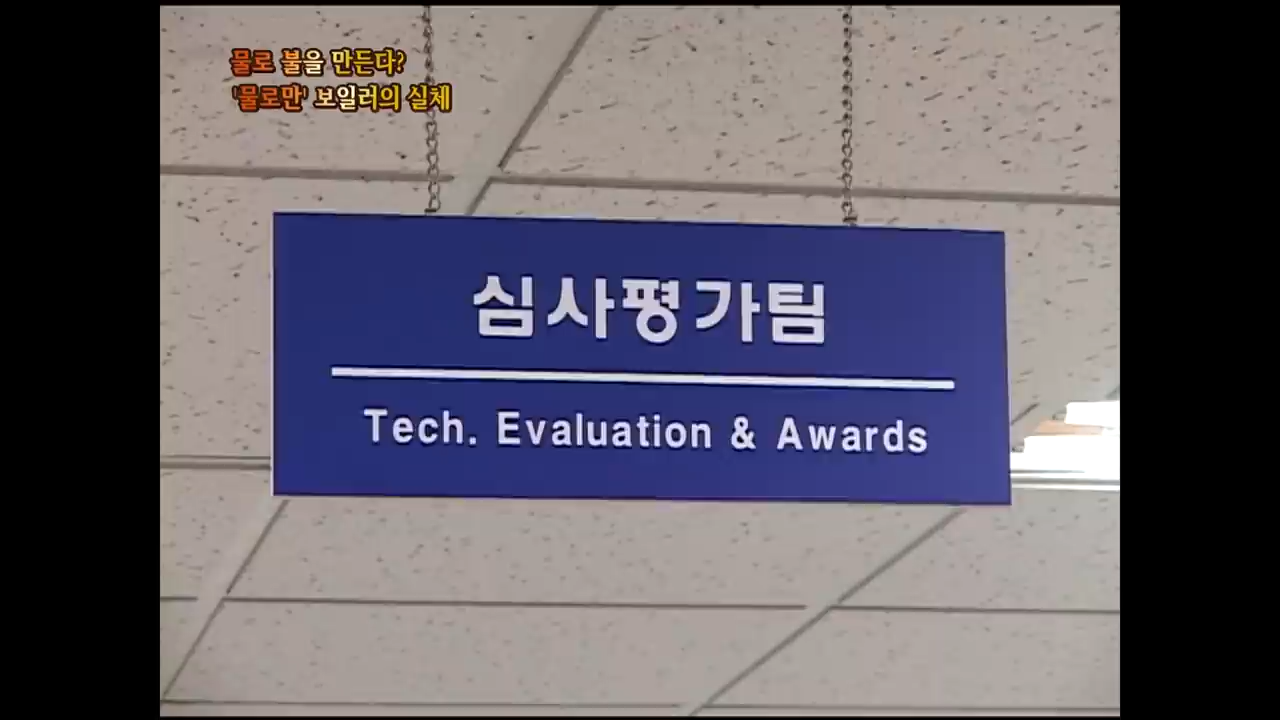 물로 불을 만든다?
'물로만' 보일러의 실체
심사평가팀
Tech. Evaluation & Awards